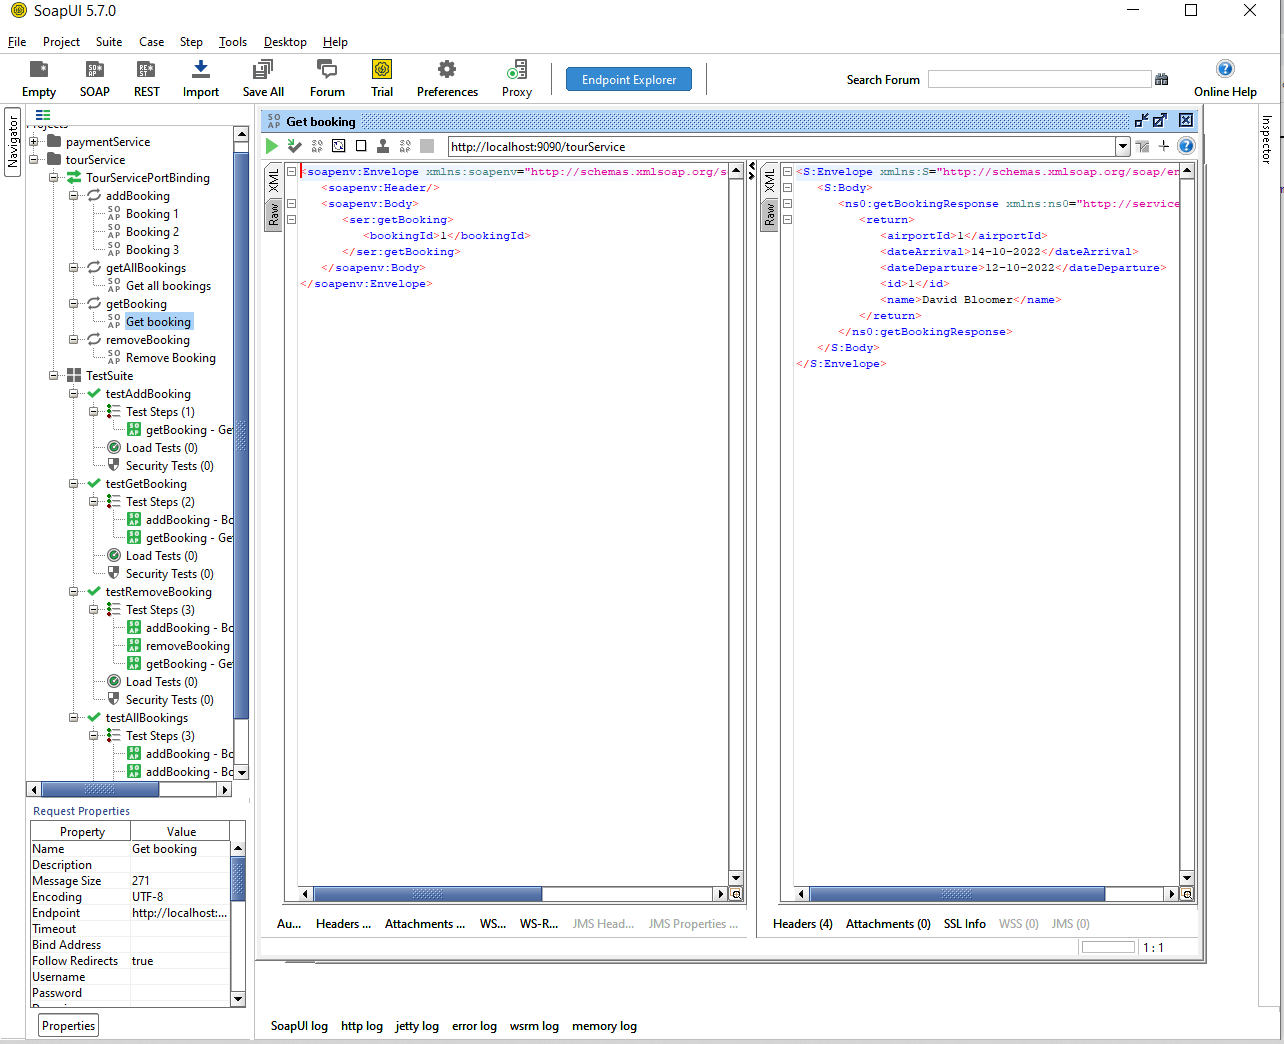 SoapUI 5.7.0
File Project Suite Case Step Tools Desktop Help
Empty SOAP REST Import Save All Forum Trial Preferences Proxy Endpoint Explorer Search Forum Online Help
Navigator
Projects
paymentService
tourService
TourServicePortBinding
addBooking
Booking 1
Booking 2
Booking 3
getAllBookings
Get all bookings
getBooking
Get booking
removeBooking
Remove Booking
TestSuite
testAddBooking
Test Steps (1)
getBooking - Ge
Load Tests (0)
Security Tests (0)
testGetBooking
Test Steps (2)
addBooking - Bo
getBooking - Ge
Load Tests (0)
Security Tests (0)
testRemoveBooking
Test Steps (3)
addBooking - Bo
removeBooking
getBooking - Ge
Load Tests (0)
Security Tests (0)
testAllBookings
Test Steps (3)
addBooking - Bo
addBooking - Bo
Request Properties
Property Value
Name Get booking
Description
Message Size 271
Encoding UTF-8
Endpoint http://localhost:...
Timeout
Bind Address
Follow Redirects true
Username
Password
Properties
Get booking
http://localhost:9090/tourService
XML
Raw
<soapenv:Envelope xmlns:soapenv="http://schemas.xmlsoap.org/s
<soapenv:Header/>
<soapenv:Body>
<ser:getBooking>
<bookingId>1</bookingId>
</ser:getBooking>
</soapenv:Body>
</soapenv:Envelope>
Au... Headers ... Attachments ... WS... WS-R... JMS Head... JMS Properties ...
XML
Raw
<S:Envelope xmlns:S="http://schemas.xmlsoap.org/soap/en
<S:Body>
<ns0:getBookingResponse xmlns:ns0="http://service
<return>
<airportId>1</airportId>
<dateArrival>14-10-2022</dateArrival>
<dateDeparture>12-10-2022</dateDeparture>
<id>1</id>
<name>David Bloomer</name>
</return>
</ns0:getBookingResponse>
</S:Body>
</S:Envelope>
Headers (4) Attachments (0) SSL Info WSS (0) JMS (0)
1 : 1
Inspector
SoapUI log http log jetty log error log wsrm log memory log